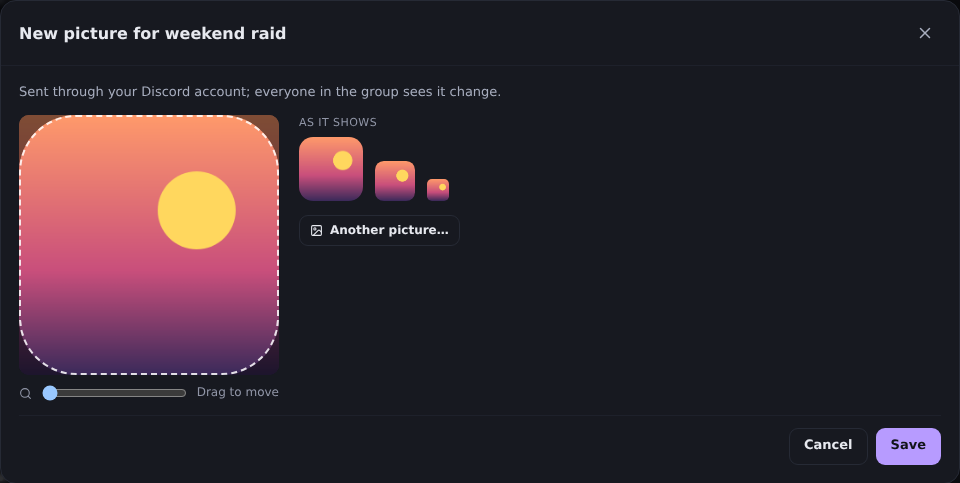 New picture for weekend raid
Sent through your Discord account; everyone in the group sees it change.
AS IT SHOWS
Another picture…
Drag to move
Cancel
Save